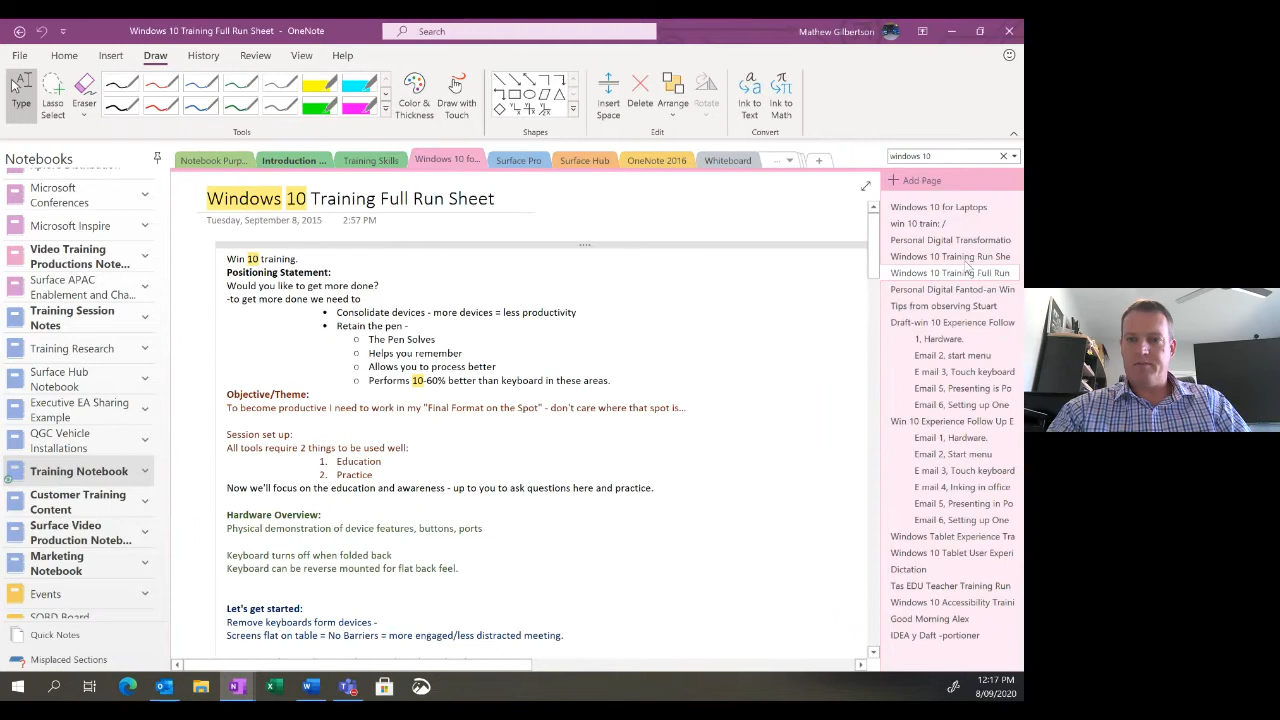 Windows 10 Training Full Run Sheet - OneNote
Search
Mathew Gilbertson
File Home Insert Draw History Review View Help
Type
Lasso Select
Eraser
Color & Thickness
Draw with Touch
Insert Space
Delete
Arrange
Rotate
Ink to Text
Ink to Math
Tools
Shapes
Edit
Convert
Notebooks
Notebook Purp...
Introduction ...
Training Skills
Windows 10 fo...
Surface Pro
Surface Hub
OneNote 2016
Whiteboard
...
+
windows 10
Microsoft Conferences
Microsoft Inspire
Video Training Productions Note...
Surface APAC Enablement and Cha...
Training Session Notes
Training Research
Surface Hub Notebook
Executive EA Sharing Example
QGC Vehicle Installations
Training Notebook
Customer Training Content
Surface Video Production Noteb...
Marketing Notebook
Events
SOBD Board
Quick Notes
Misplaced Sections
Windows 10 Training Full Run Sheet
Tuesday, September 8, 2015 2:57 PM
Win 10 training.
Positioning Statement:
Would you like to get more done?
-to get more done we need to
• Consolidate devices - more devices = less productivity
• Retain the pen -
○ The Pen Solves
○ Helps you remember
○ Allows you to process better
○ Performs 10-60% better than keyboard in these areas.
Objective/Theme:
To become productive I need to work in my "Final Format on the Spot" - don't care where that spot is...
Session set up:
All tools require 2 things to be used well:
1. Education
2. Practice
Now we'll focus on the education and awareness - up to you to ask questions here and practice.
Hardware Overview:
Physical demonstration of device features, buttons, ports
Keyboard turns off when folded back
Keyboard can be reverse mounted for flat back feel.
Let's get started:
Remove keyboards form devices -
Screens flat on table = No Barriers = more engaged/less distracted meeting.
Add Page
Windows 10 for Laptops
win 10 train: /
Personal Digital Transformatio
Windows 10 Training Run She
Windows 10 Training Full Run
Personal Digital Fantod-an Win
Tips from observing Stuart
Draft-win 10 Experience Follow
1, Hardware.
Email 2, start menu
E mail 3, Touch keyboard
Email 5, Presenting is Po
Email 6, Setting up One
Win 10 Experience Follow Up E
Email 1, Hardware.
Email 2, Start menu
E mail 3, Touch keyboard
E mail 4, Inking in office
Email 5, Presenting in Po
Email 6, Setting up One
Windows Tablet Experience Tra
Windows 10 Tablet User Experi
Dictation
Tas EDU Teacher Training Run
Windows 10 Accessibility Traini
Good Morning Alex
IDEA y Daft -portioner
12:17 PM
8/09/2020